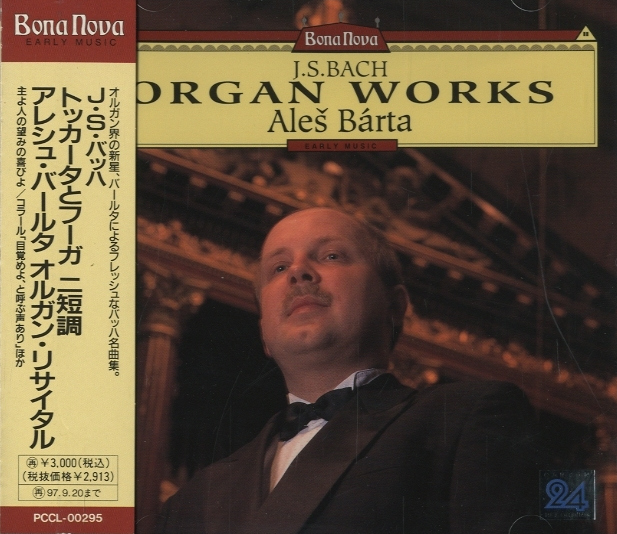 Bona Nova
EARLY MUSIC
オルガン界の新星、バールタによるフレッシュなバッハ名曲集。
J・S・バッハ
トッカータとフーガ ニ短調
アレシュ・バールタ オルガン・リサイタル
主よ人の望みの喜びよ／コラール「目覚めよ、と呼ぶ声あり」ほか
再￥3,000(税込)
(税抜価格￥2,913)
再97.9.20まで
PCCL-00295
Bona Nova
J.S.BACH
ORGAN WORKS
Aleš Bárta
EARLY MUSIC
24